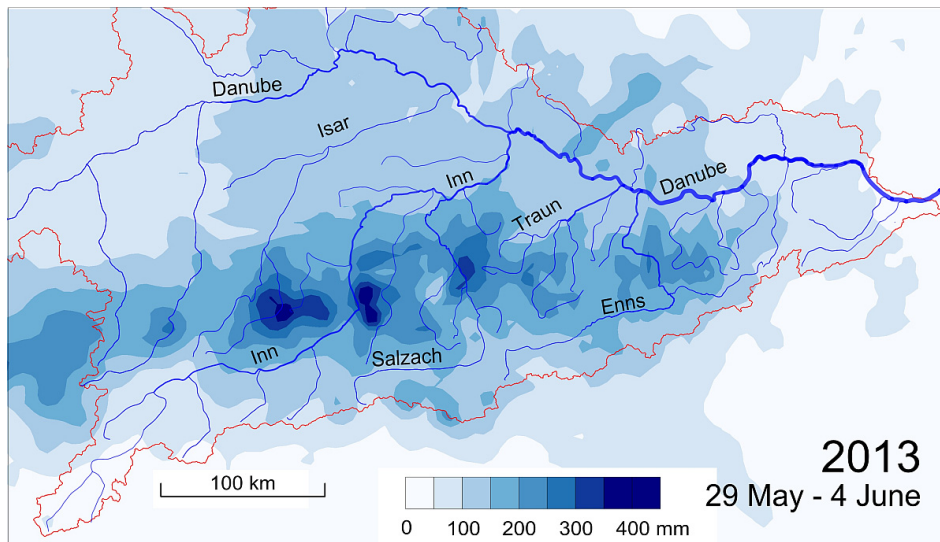 Danube
Isar
Inn
Danube
Traun
Enns
Inn
Salzach
2013
100 km
29 May - 4 June
0 100 200 300 400 mm